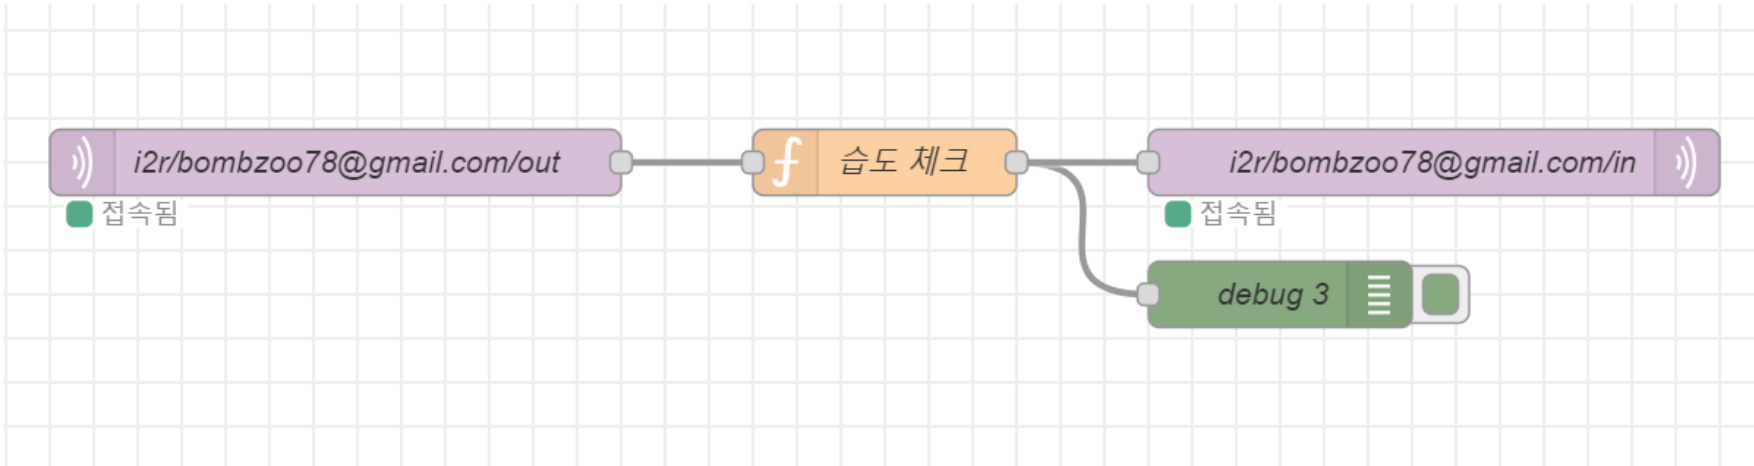 i2r/bombzoo78@gmail.com/out
접속됨
습도 체크
i2r/bombzoo78@gmail.com/in
접속됨
debug 3